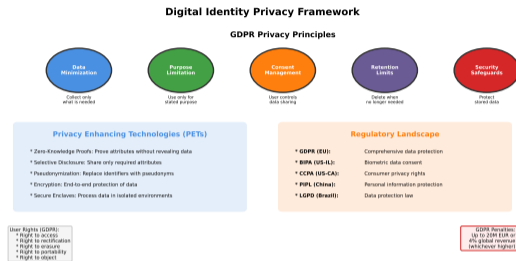 Digital Identity Privacy Framework
GDPR Privacy Principles
Data
Minimization
Purpose
Limitation
Consent
Management
Retention
Limits
Security
Safeguards
Collect only
what is needed
Use only for
stated purpose
User controls
data sharing
Delete when
no longer needed
Protect
stored data
Privacy Enhancing Technologies (PETs)
* Zero-Knowledge Proofs: Prove attributes without revealing data
* Selective Disclosure: Share only required attributes
* Pseudonymization: Replace identifiers with pseudonyms
* Encryption: End-to-end protection of data
* Secure Enclaves: Process data in isolated environments
Regulatory Landscape
* GDPR (EU): Comprehensive data protection
* BIPA (US-IL): Biometric data consent
* CCPA (US-CA): Consumer privacy rights
* PIPL (China): Personal information protection
* LGPD (Brazil): Data protection law
User Rights (GDPR):
* Right to access
* Right to rectification
* Right to erasure
* Right to portability
* Right to object
GDPR Penalties:
Up to 20M EUR or
4% global revenue
(whichever higher)